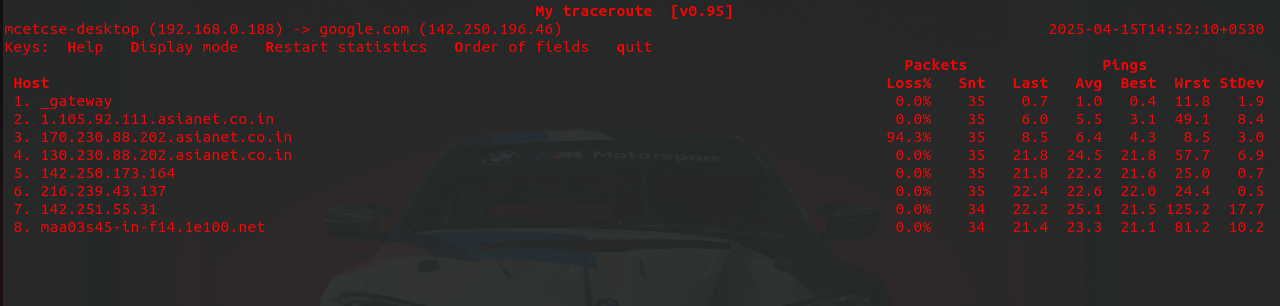 My traceroute  [v0.95]
mcetcse-desktop (192.168.0.188) -> google.com (142.250.196.46)                                      2025-04-15T14:52:10+0530
Keys:  Help   Display mode   Restart statistics   Order of fields   quit
Packets               Pings
Host                                                    Loss%   Snt   Last   Avg  Best  Wrst StDev
1. _gateway                                             0.0%    35    0.7   1.0   0.4  11.8   1.9
2. 1.105.92.111.asianet.co.in                           0.0%    35    6.0   5.5   3.1  49.1   8.4
3. 170.230.88.202.asianet.co.in                        94.3%    35    8.5   6.4   4.3   8.5   3.0
4. 130.230.88.202.asianet.co.in                         0.0%    35   21.8  24.5  21.8  57.7   6.9
5. 142.250.173.164                                      0.0%    35   21.8  22.2  21.6  25.0   0.7
6. 216.239.43.137                                       0.0%    35   22.4  22.6  22.0  24.4   0.5
7. 142.251.55.31                                        0.0%    34   22.2  25.1  21.5 125.2  17.7
8. maa03s45-in-f14.1e100.net                            0.0%    34   21.4  23.3  21.1  81.2  10.2
M Motorsport